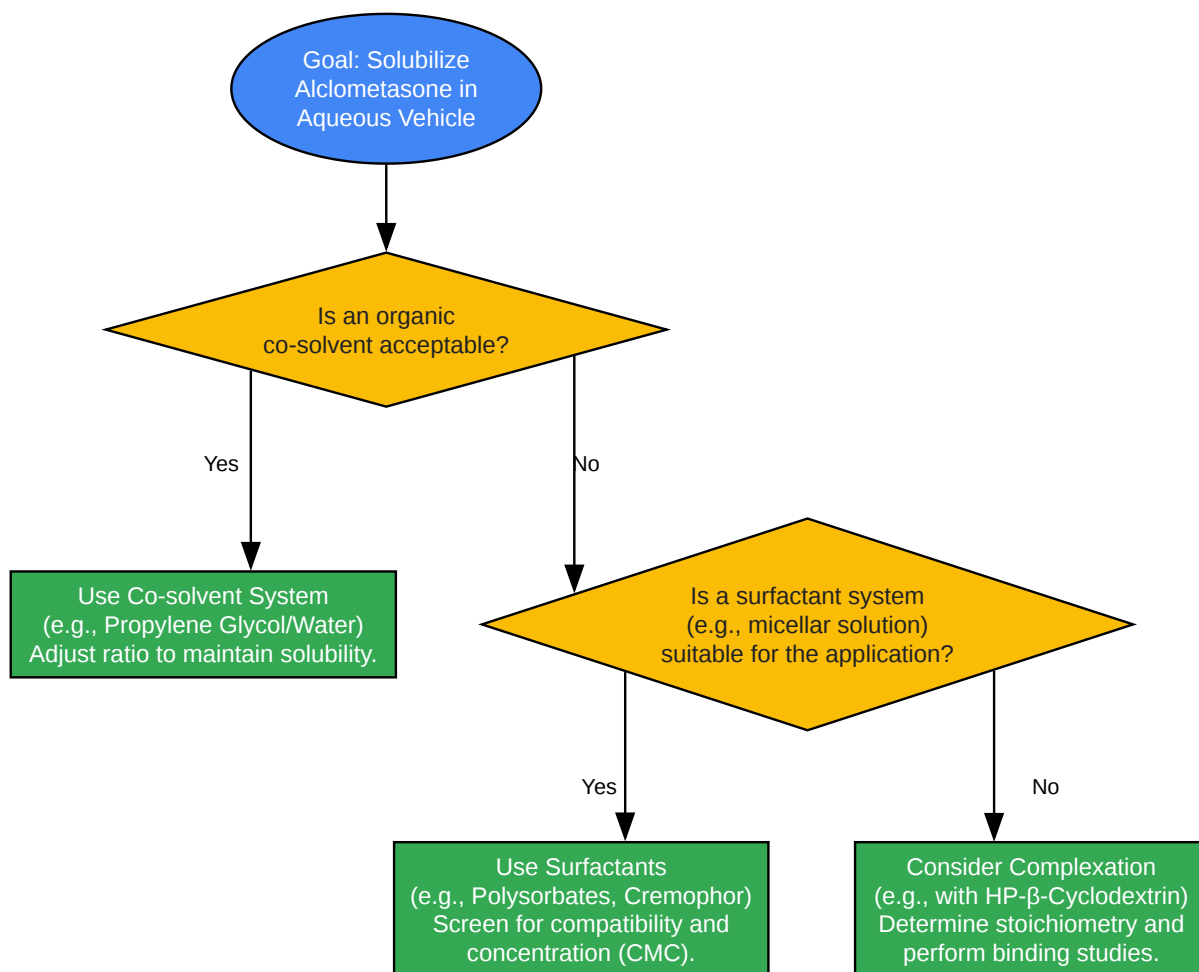 Goal: Solubilize
Alclometasone in
Aqueous Vehicle
Is an organic
co-solvent acceptable?
Yes
No
Use Co-solvent System
(e.g., Propylene Glycol/Water)
Adjust ratio to maintain solubility.
Is a surfactant system
(e.g., micellar solution)
suitable for the application?
Yes
No
Use Surfactants
(e.g., Polysorbates, Cremophor)
Screen for compatibility and
concentration (CMC).
Consider Complexation
(e.g., with HP-β-Cyclodextrin)
Determine stoichiometry and
perform binding studies.